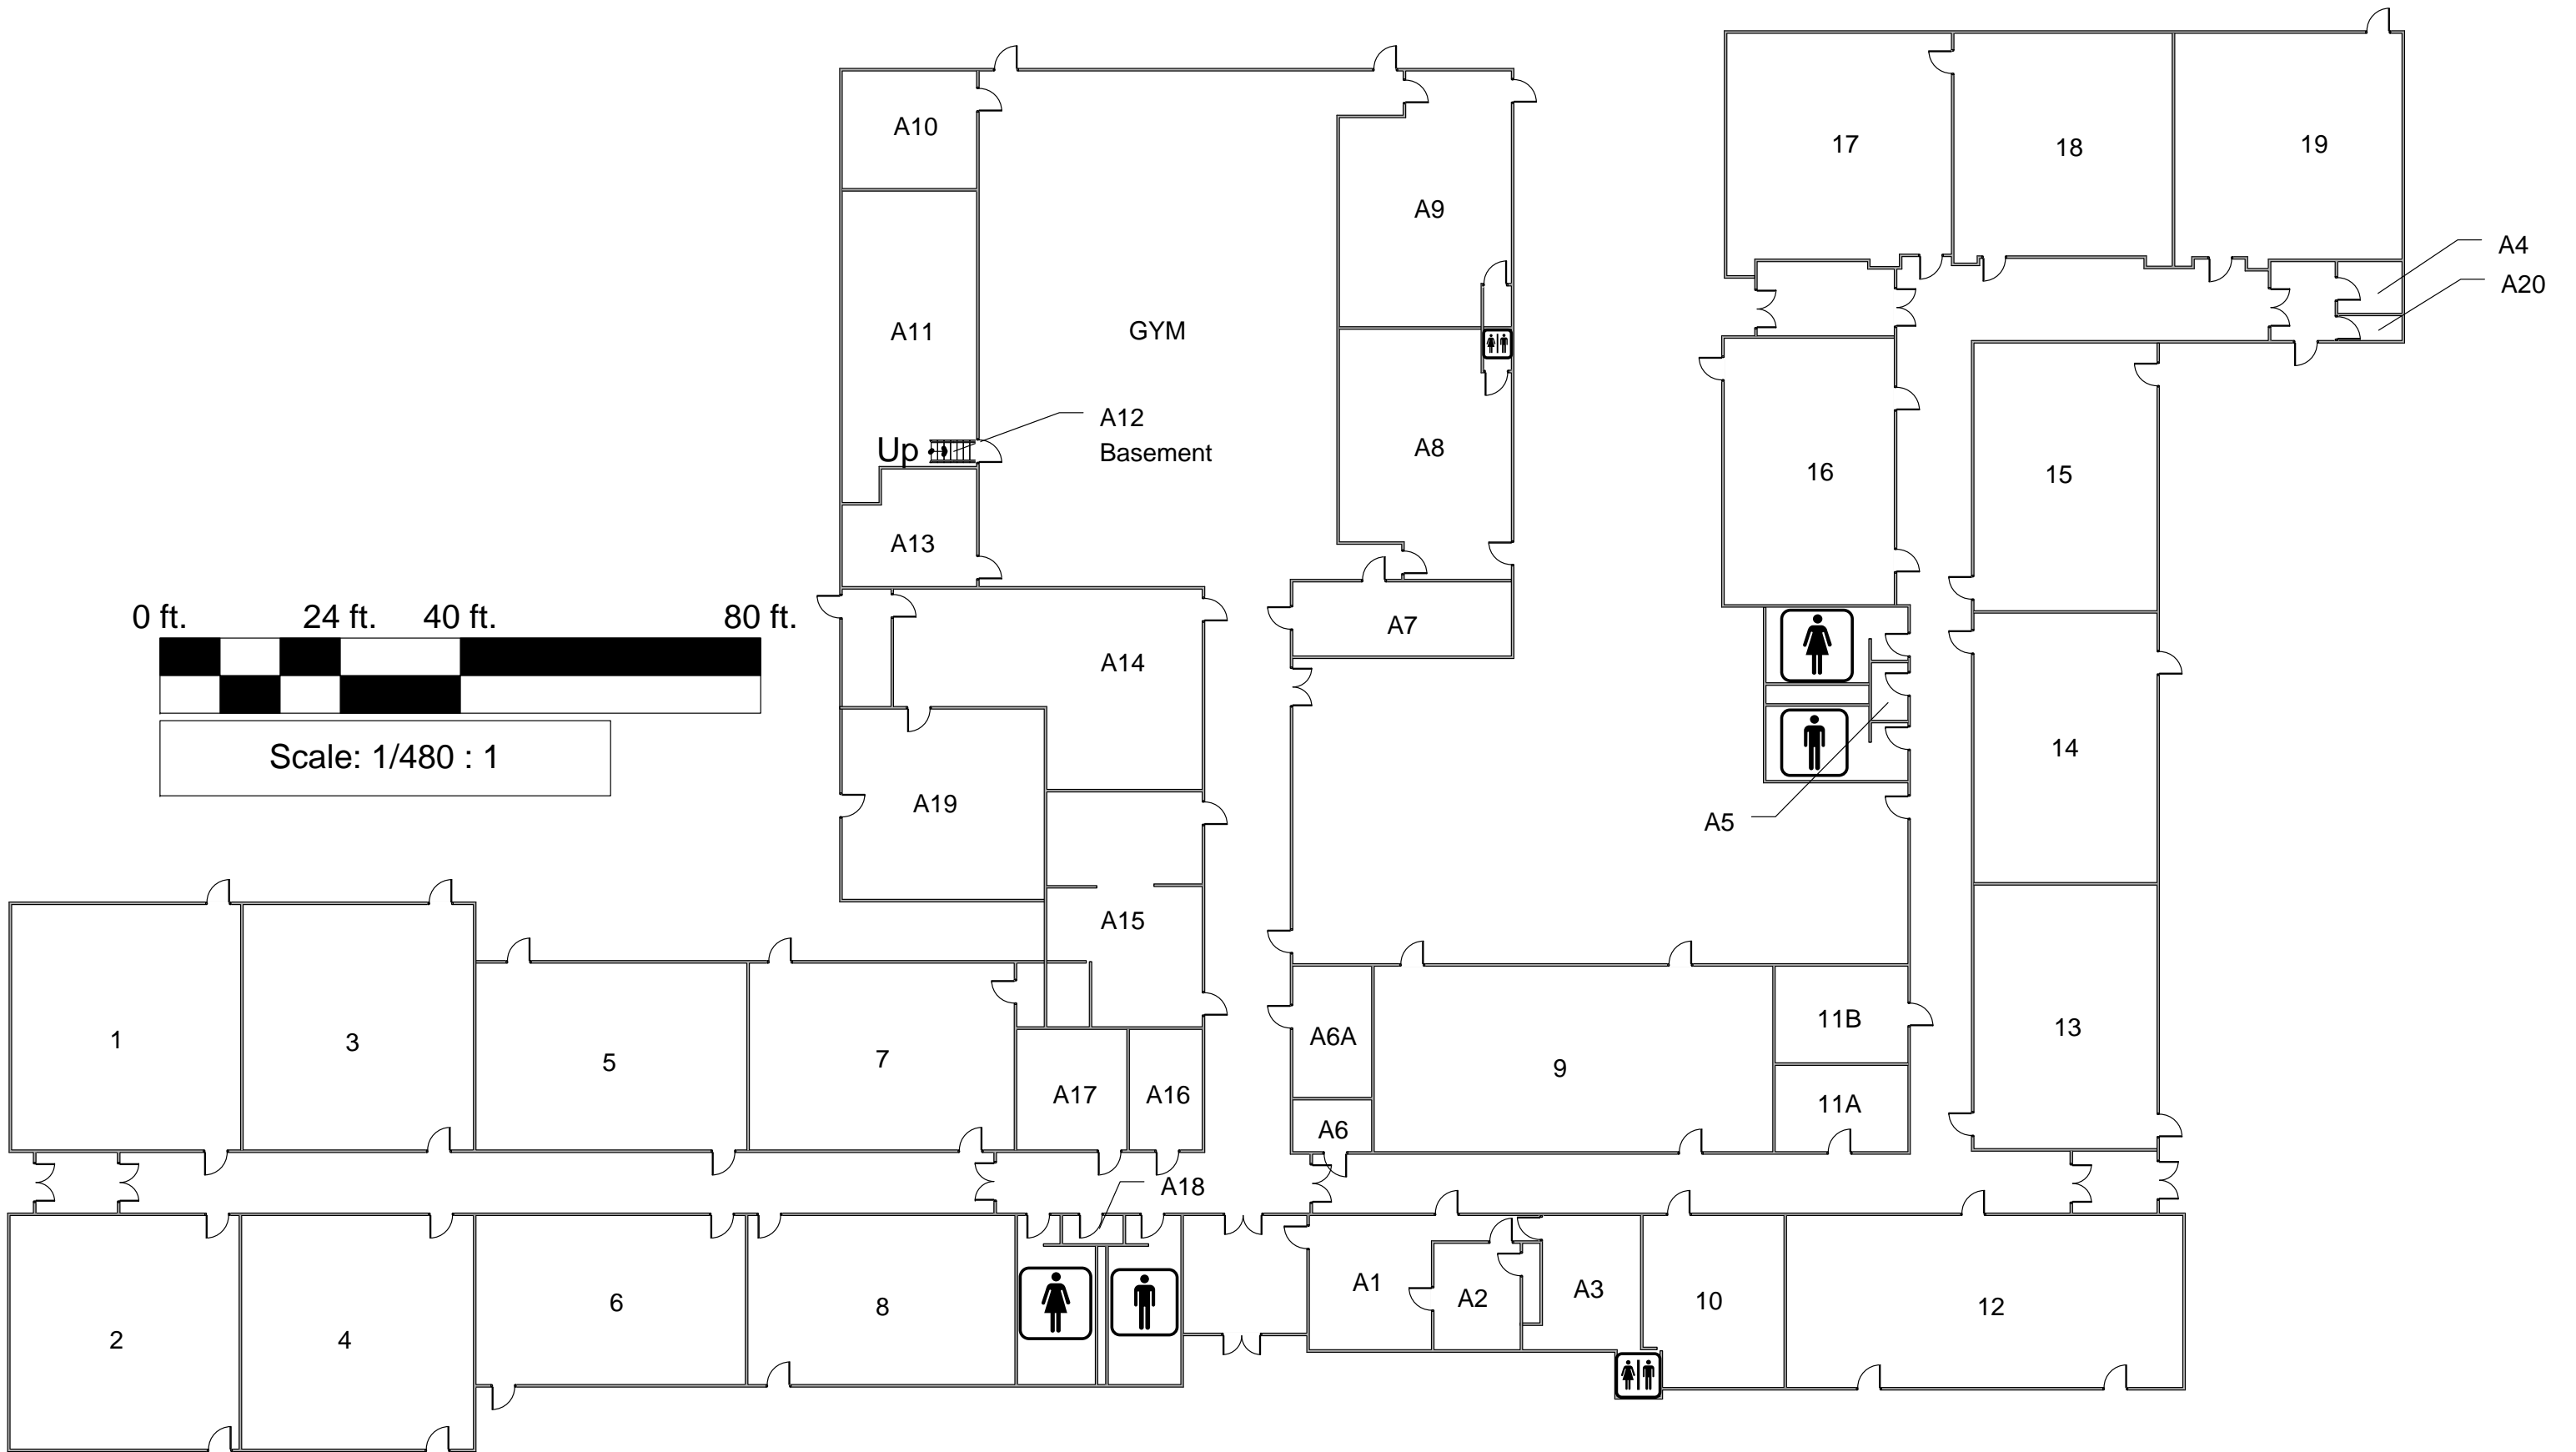 17
18
19
A10
A9
A4
A20
A11
GYM
A12
Basement
Up
A8
16
15
A13
0 ft. 24 ft. 40 ft. 80 ft.
A7
A14
Scale: 1/480 : 1
14
A19
A5
A15
1
3
5
7
A17
A16
A6A
A6
9
11B
11A
13
A18
2
4
6
8
A1
A2
A3
10
12